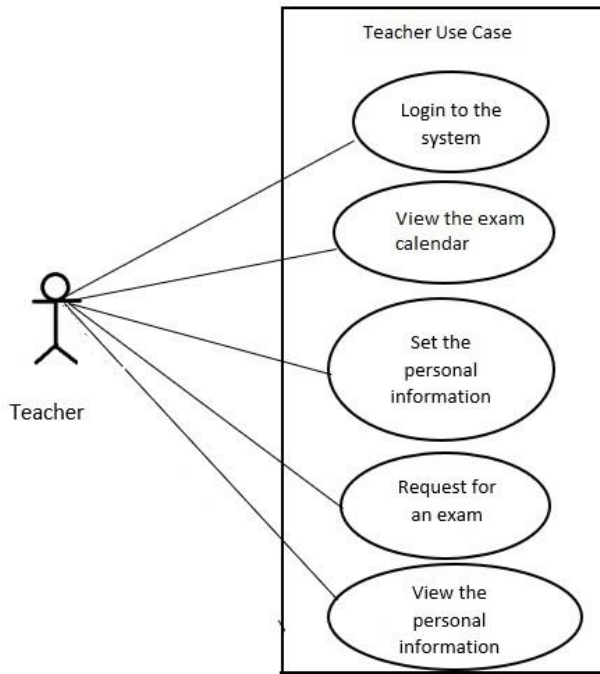 Teacher Use Case
Login to the
system
View the exam
calendar
Set the
personal
information
Teacher
Request for
an exam
View the
personal
information